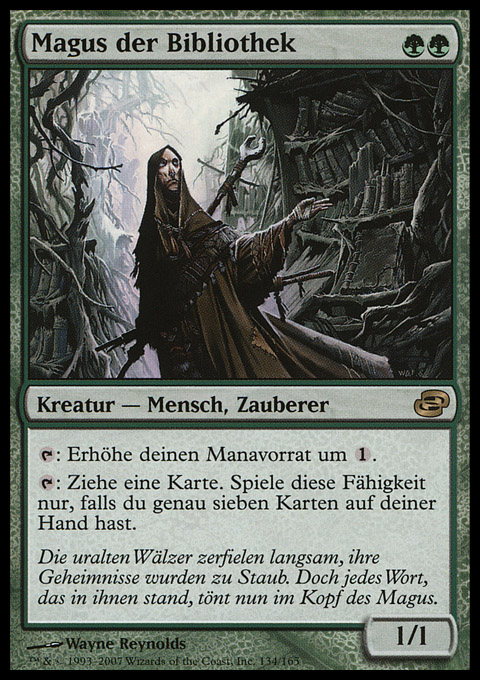 Magus der Bibliothek
Kreatur — Mensch, Zauberer
: Erhöhe deinen Manavorrat um 1.
: Ziehe eine Karte. Spiele diese Fähigkeit
nur, falls du genau sieben Karten auf deiner
Hand hast.
Die uralten Wälzer zerfielen langsam, ihre
Geheimnisse wurden zu Staub. Doch jedes Wort,
das in ihnen stand, tönt nun im Kopf des Magus.
1/1
Wayne Reynolds
™ & © 1993-2007 Wizards of the Coast, Inc. 134/165